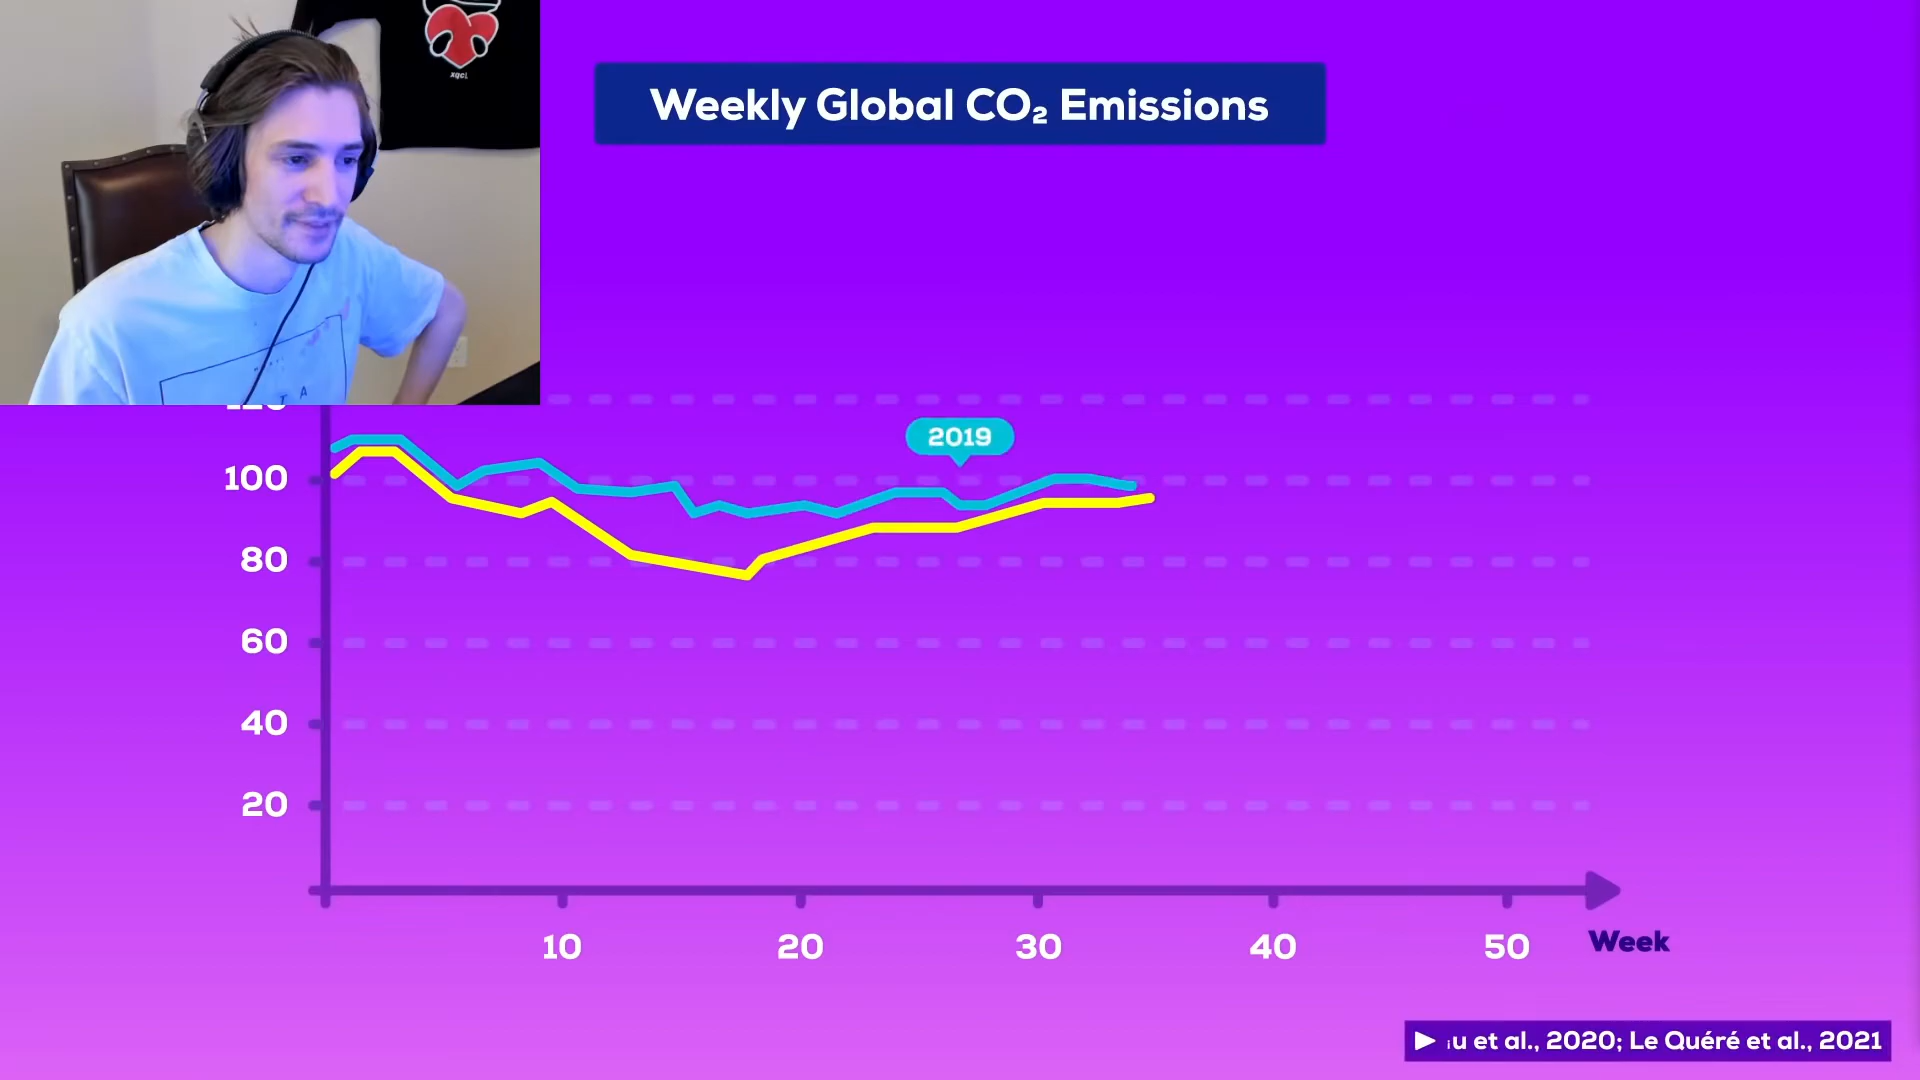 xqcL
Weekly Global CO₂ Emissions
2019
100
80
60
40
20
10 20 30 40 50 Week
et al., 2020; Le Quéré et al., 2021